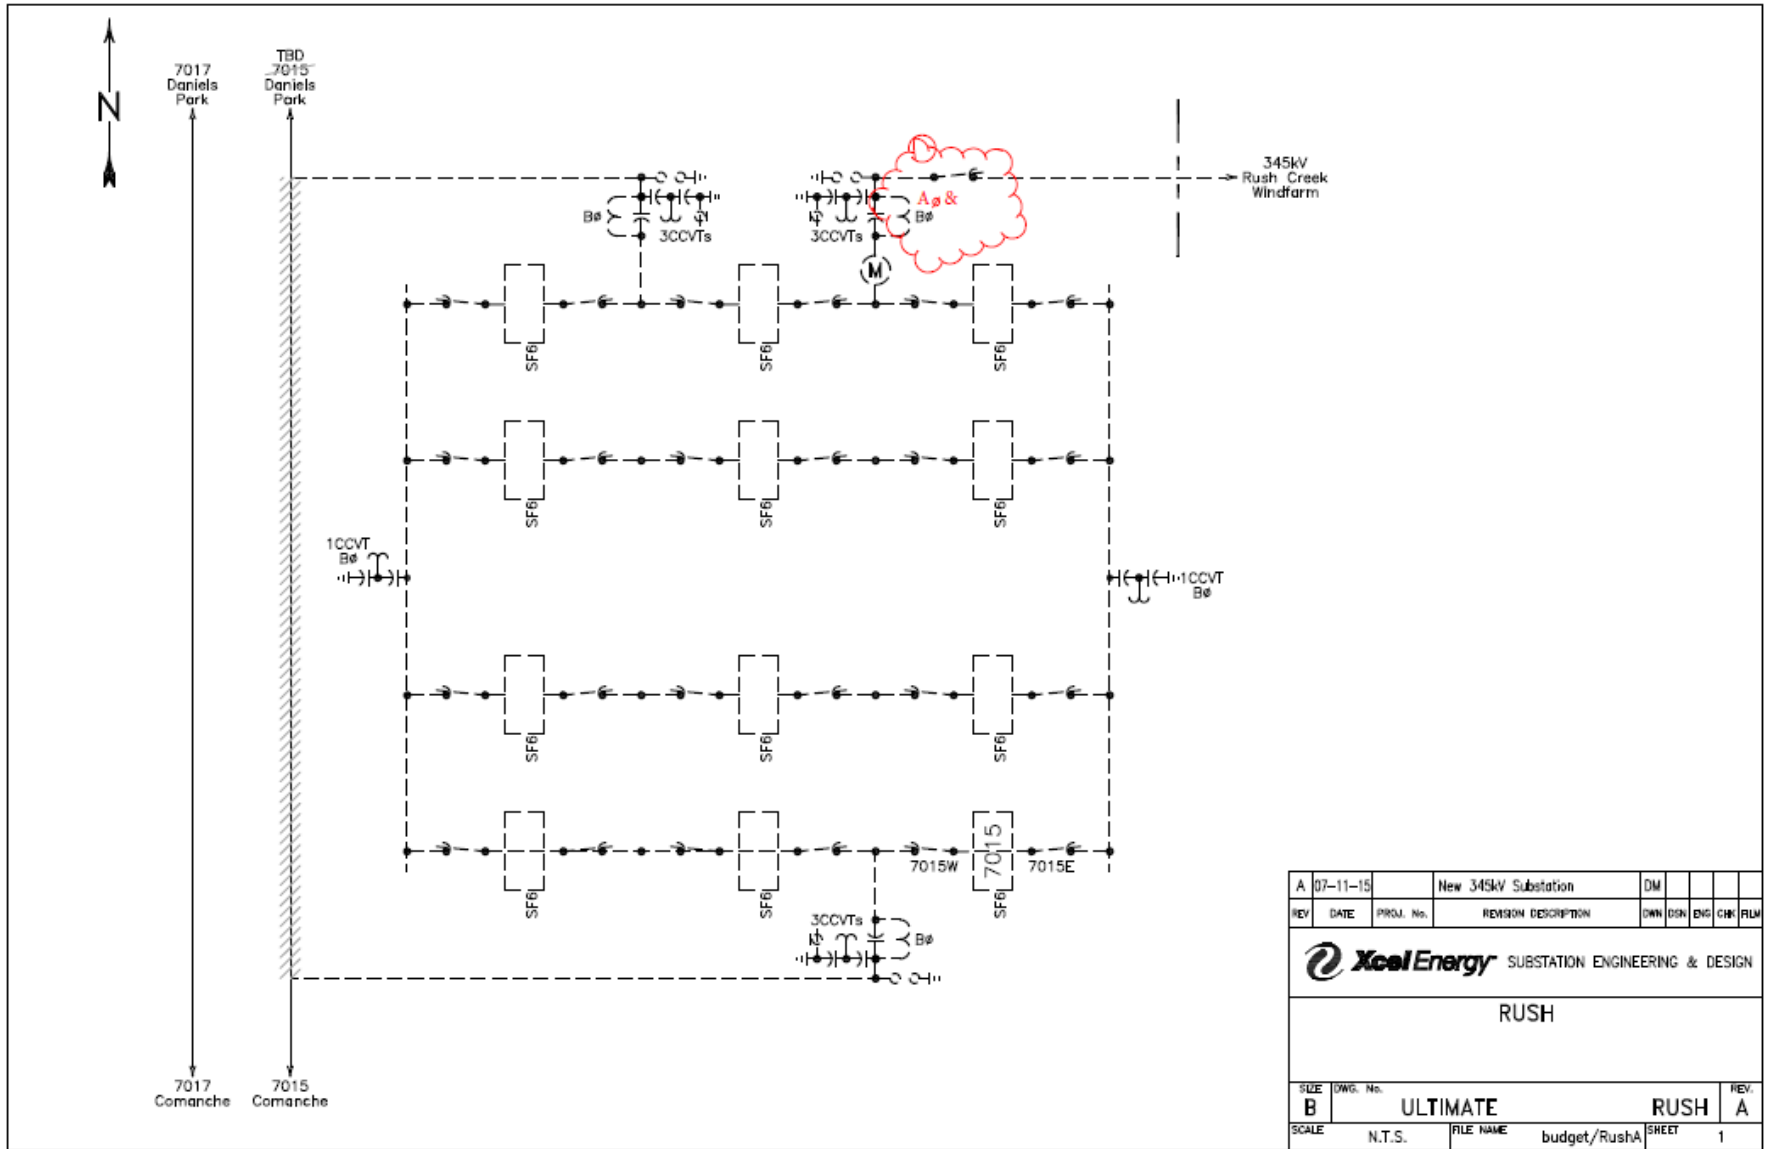 N
7017
Daniels
Park
TBD
7015
Daniels
Park
345kV
Rush Creek
Windfarm
BØ
3CCVTs
3CCVTs
AØ &
BØ
M
SF6
SF6
SF6
SF6
SF6
SF6
1CCVT
BØ
1CCVT
BØ
SF6
SF6
SF6
7015W
7015
7015E
SF6
SF6
SF6
3CCVTs
BØ
7017
Comanche
7015
Comanche
A 07-11-15 New 345kV Substation DM
REV DATE PROJ. No. REVISION DESCRIPTION DWN DSN ENG CHK FILM
Xcel Energy SUBSTATION ENGINEERING & DESIGN
RUSH
SIZE DWG. No. REV.
B ULTIMATE RUSH A
SCALE N.T.S. FILE NAME budget/RushA SHEET 1